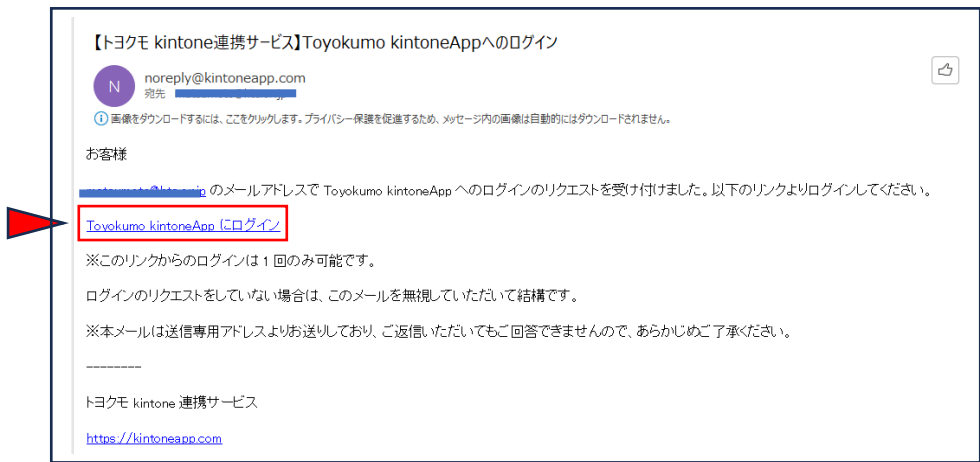 【トヨクモ kintone連携サービス】Toyokumo kintoneAppへのログイン
N
noreply@kintoneapp.com
宛先
画像をダウンロードするには、ここをクリックします。プライバシー保護を促進するため、メッセージ内の画像は自動的にはダウンロードされません。
お客様
のメールアドレスで Toyokumo kintoneApp へのログインのリクエストを受け付けました。以下のリンクよりログインしてください。
Toyokumo kintoneApp にログイン
※このリンクからのログインは 1 回のみ可能です。
ログインのリクエストをしていない場合は、このメールを無視していただいて結構です。
※本メールは送信専用アドレスよりお送りしており、ご返信いただいてもご回答できませんので、あらかじめご了承ください。
--------
トヨクモ kintone 連携サービス
https://kintoneapp.com